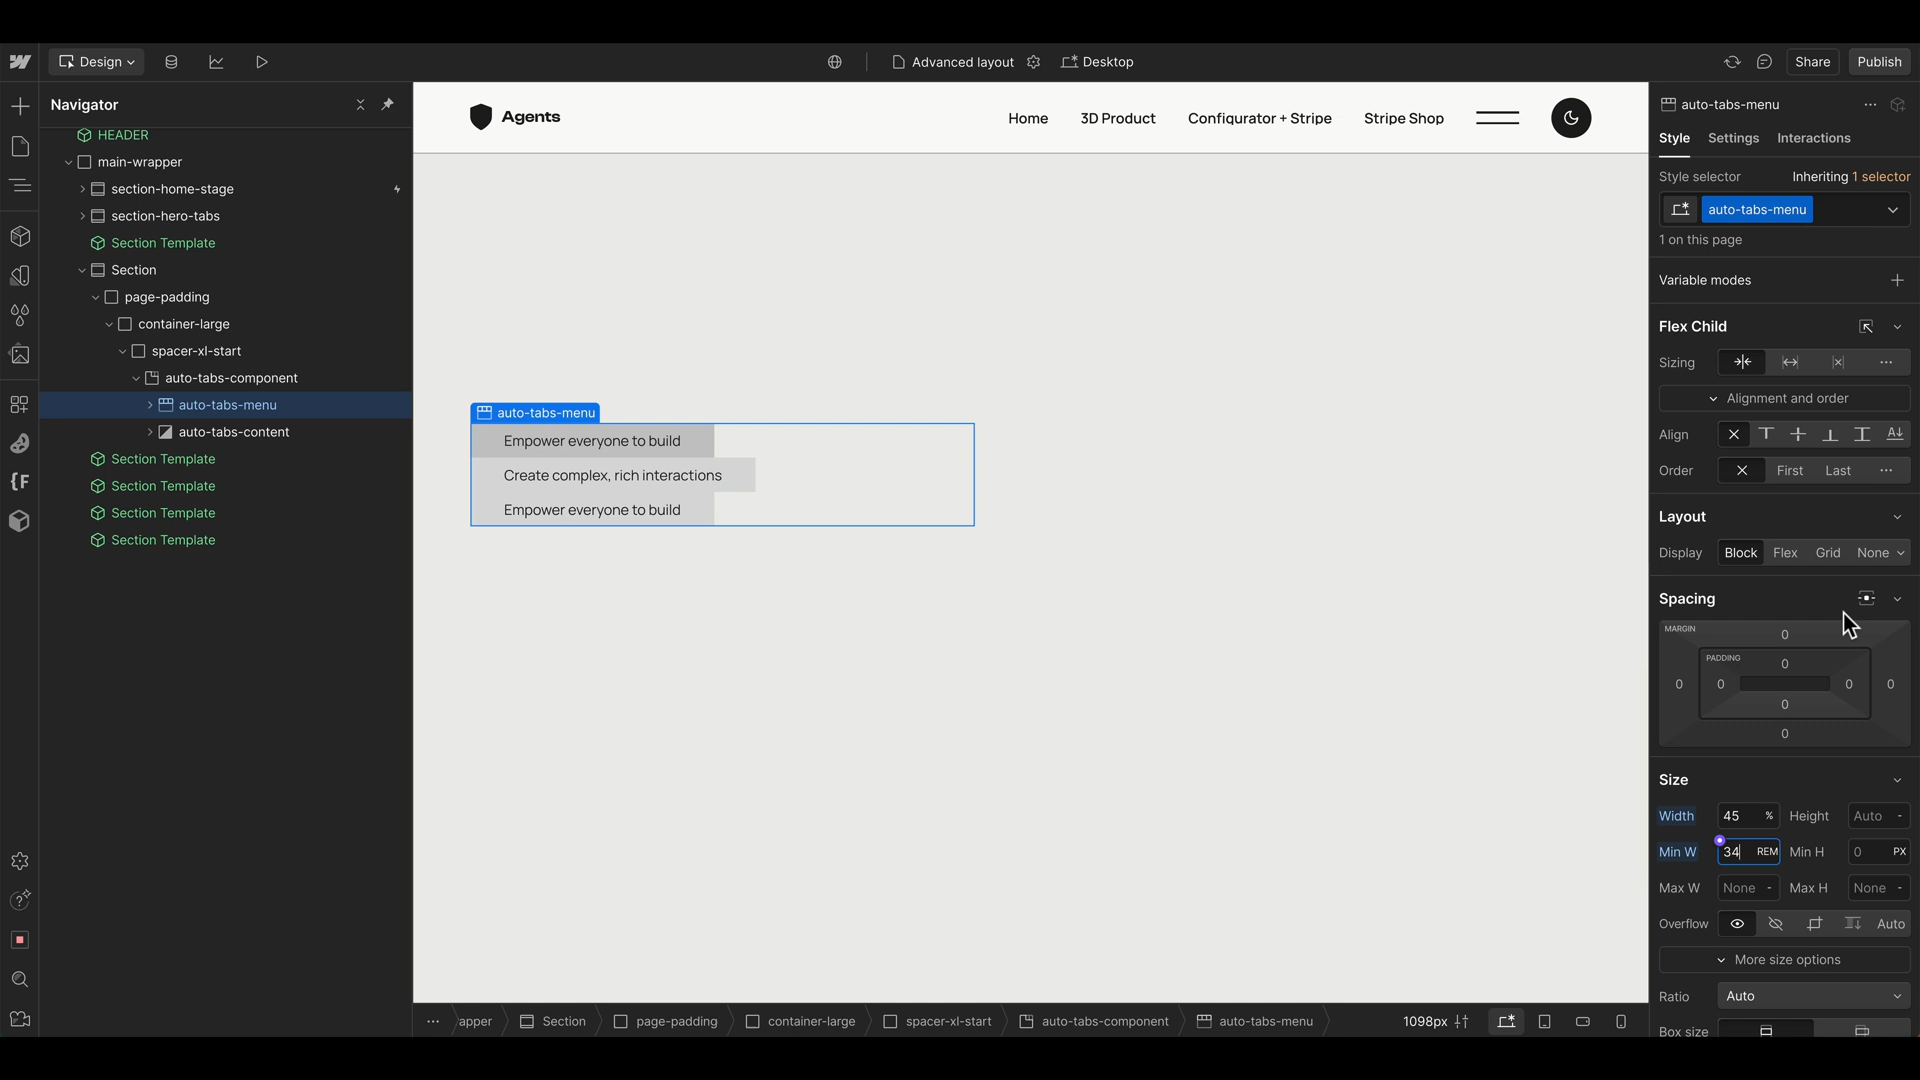 Design
Advanced layout
Desktop
Share
Publish
Navigator
HEADER
main-wrapper
section-home-stage
section-hero-tabs
Section Template
Section
page-padding
container-large
spacer-xl-start
auto-tabs-component
auto-tabs-menu
auto-tabs-content
Section Template
Section Template
Section Template
Section Template
Agents
Home
3D Product
Configurator + Stripe
Stripe Shop
auto-tabs-menu
Empower everyone to build
Create complex, rich interactions
Empower everyone to build
... apper
Section
page-padding
container-large
spacer-xl-start
auto-tabs-component
auto-tabs-menu
1098px
auto-tabs-menu
Style Settings Interactions
Style selector Inheriting 1 selector
auto-tabs-menu
1 on this page
Variable modes
Flex Child
Sizing
Alignment and order
Align
Order First Last
Layout
Display Block Flex Grid None
Spacing
MARGIN
0
PADDING
0
0 0 0 0
0
0
Size
Width 45 % Height Auto -
Min W 34 REM Min H 0 PX
Max W None - Max H None -
Overflow Auto
More size options
Ratio Auto
Box size